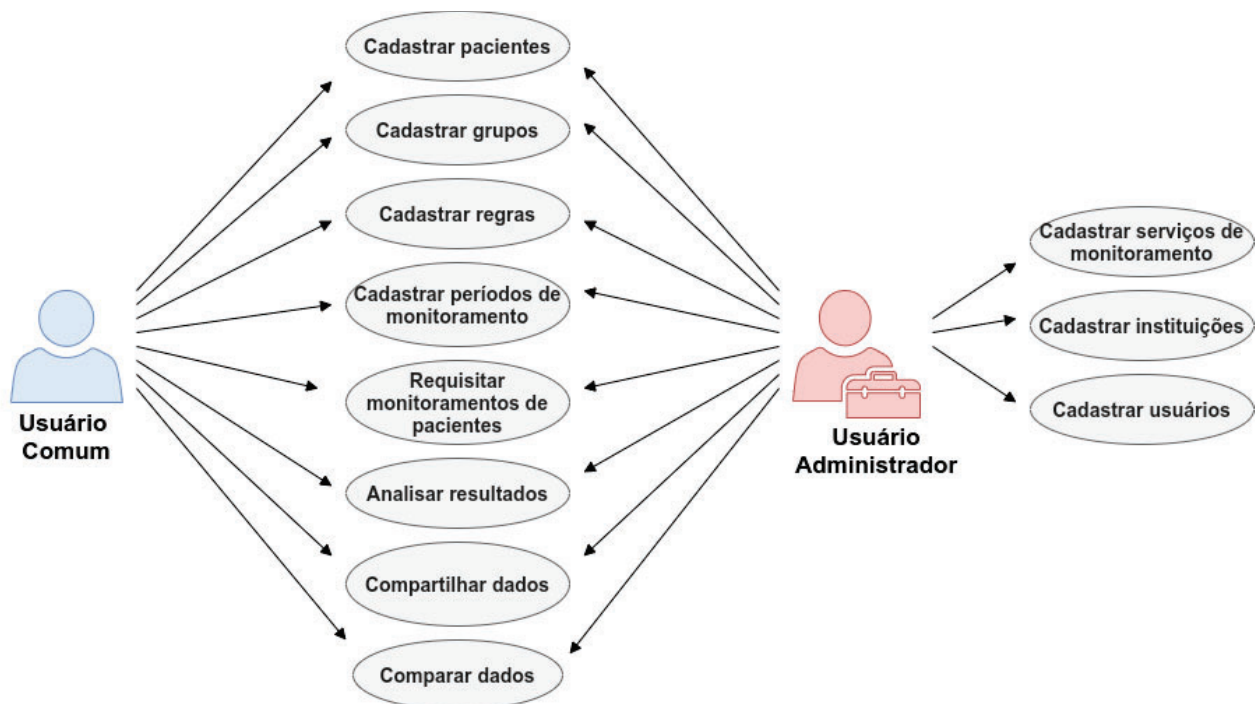 Cadastrar pacientes
Cadastrar grupos
Cadastrar regras
Cadastrar períodos de
monitoramento
Requisitar
monitoramentos de
pacientes
Analisar resultados
Compartilhar dados
Comparar dados
Usuário
Comum
Usuário
Administrador
Cadastrar serviços de
monitoramento
Cadastrar instituições
Cadastrar usuários